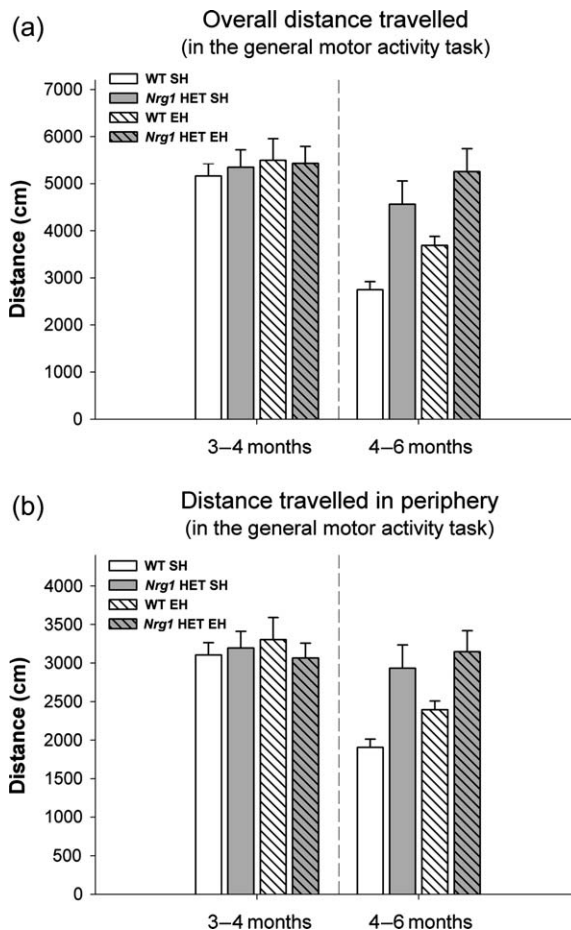 (a)
Overall distance travelled
(in the general motor activity task)
WT SH
Nrg1 HET SH
WT EH
Nrg1 HET EH
Distance (cm)
7000
6000
5000
4000
3000
2000
1000
0
3–4 months
4–6 months
(b)
Distance travelled in periphery
(in the general motor activity task)
WT SH
Nrg1 HET SH
WT EH
Nrg1 HET EH
Distance (cm)
4000
3500
3000
2500
2000
1500
1000
500
0
3–4 months
4–6 months